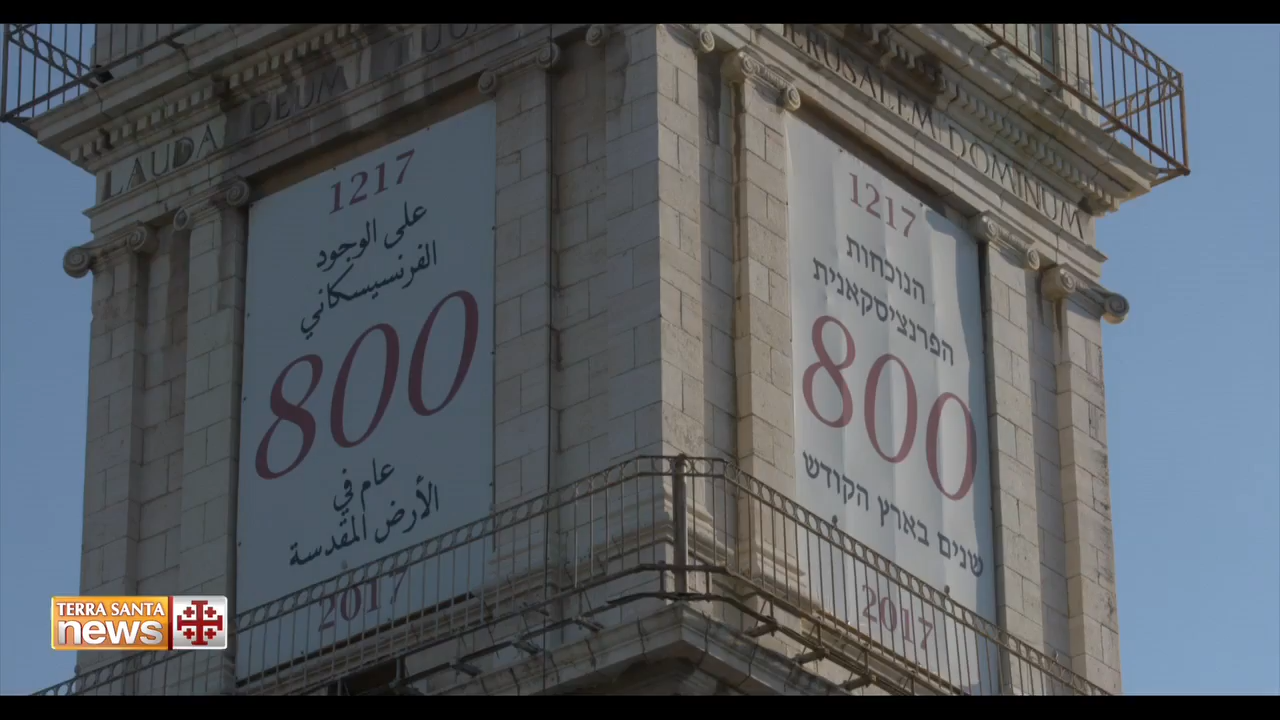 LAUDA DEUM TUU
1217
على الوجود
الفرنسيسكاني
800
عام في
الأرض المقدسة
2017
JERUSALEM DOMINUM
1217
הנוכחות
הפרנציסקאנית
800
שנים בארץ הקודש
2017
TERRA SANTA
news